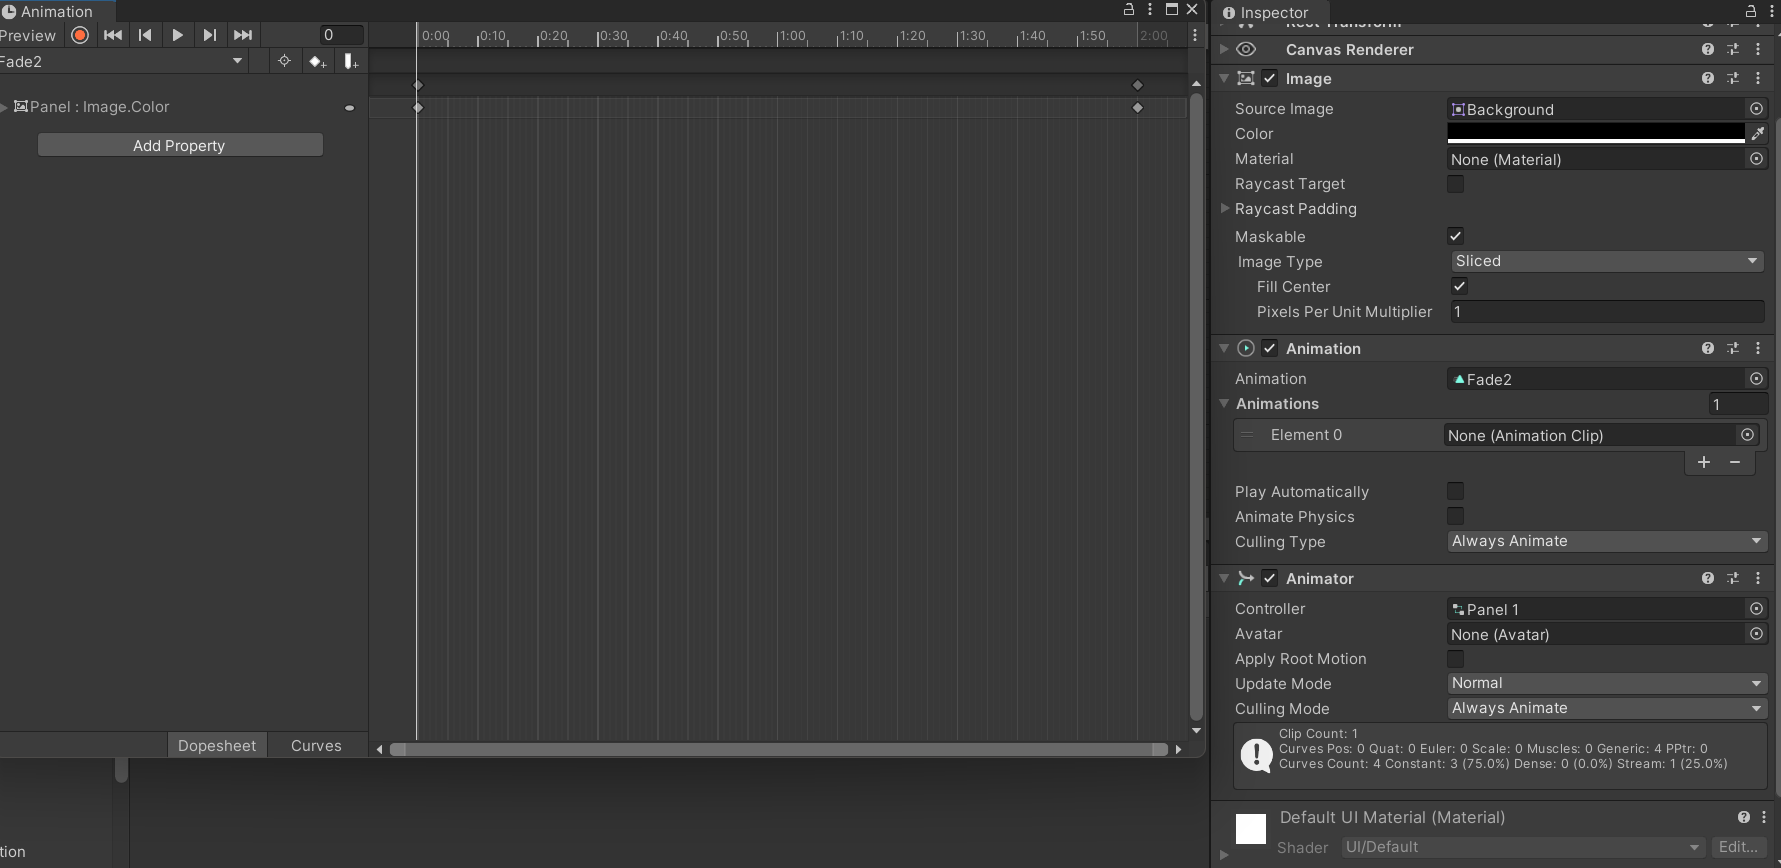 Animation
Preview
0
0:00 0:10 0:20 0:30 0:40 0:50 1:00 1:10 1:20 1:30 1:40 1:50 2:00
Fade2
Panel : Image.Color
Add Property
Dopesheet
Curves
tion
Inspector
Rect Transform
Canvas Renderer
Image
Source Image
Background
Color
Material
None (Material)
Raycast Target
Raycast Padding
Maskable
Image Type
Sliced
Fill Center
Pixels Per Unit Multiplier
1
Animation
Animation
Fade2
Animations
1
Element 0
None (Animation Clip)
+ −
Play Automatically
Animate Physics
Culling Type
Always Animate
Animator
Controller
Panel 1
Avatar
None (Avatar)
Apply Root Motion
Update Mode
Normal
Culling Mode
Always Animate
Clip Count: 1
Curves Pos: 0 Quat: 0 Euler: 0 Scale: 0 Muscles: 0 Generic: 4 PPtr: 0
Curves Count: 4 Constant: 3 (75.0%) Dense: 0 (0.0%) Stream: 1 (25.0%)
Default UI Material (Material)
Shader
UI/Default
Edit...